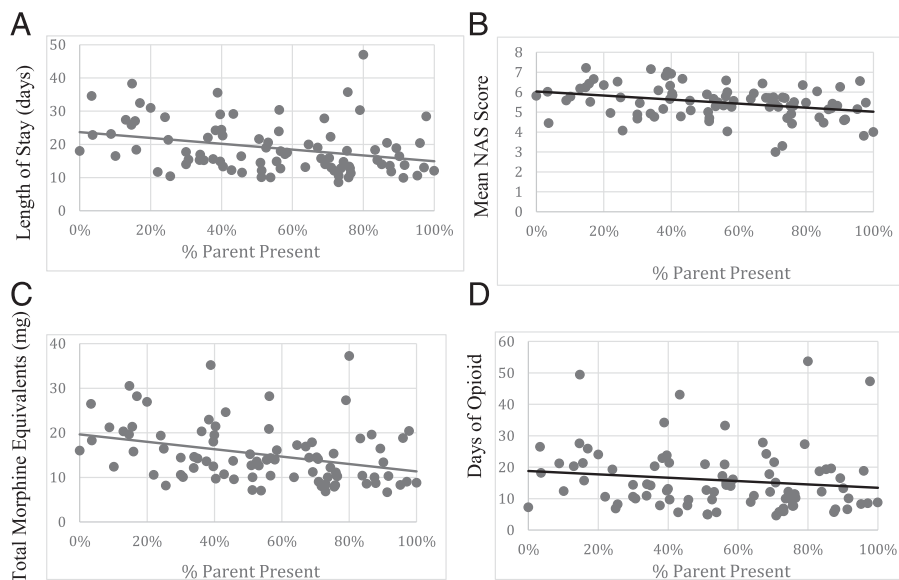 A
Length of Stay (days)
50
40
30
20
10
0
0% 20% 40% 60% 80% 100%
% Parent Present
B
Mean NAS Score
8
7
6
5
4
3
2
1
0
0% 20% 40% 60% 80% 100%
% Parent Present
C
Total Morphine Equivalents (mg)
40
30
20
10
0
0% 20% 40% 60% 80% 100%
% Parent Present
D
Days of Opioid
60
50
40
30
20
10
0
0% 20% 40% 60% 80% 100%
% Parent Present